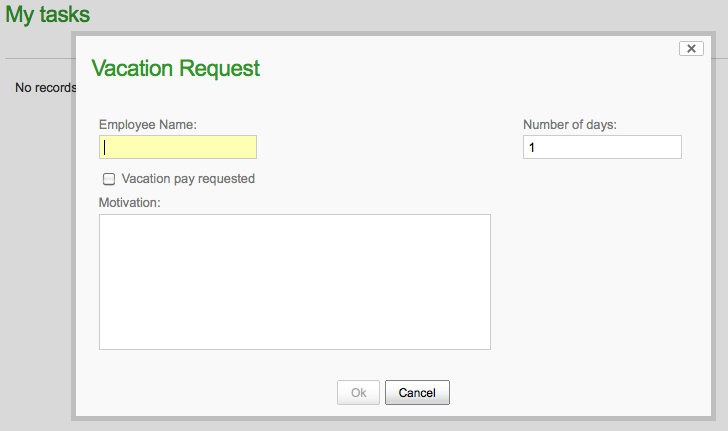 My tasks
No records
Vacation Request
Employee Name:
Number of days:
1
Vacation pay requested
Motivation:
Ok
Cancel